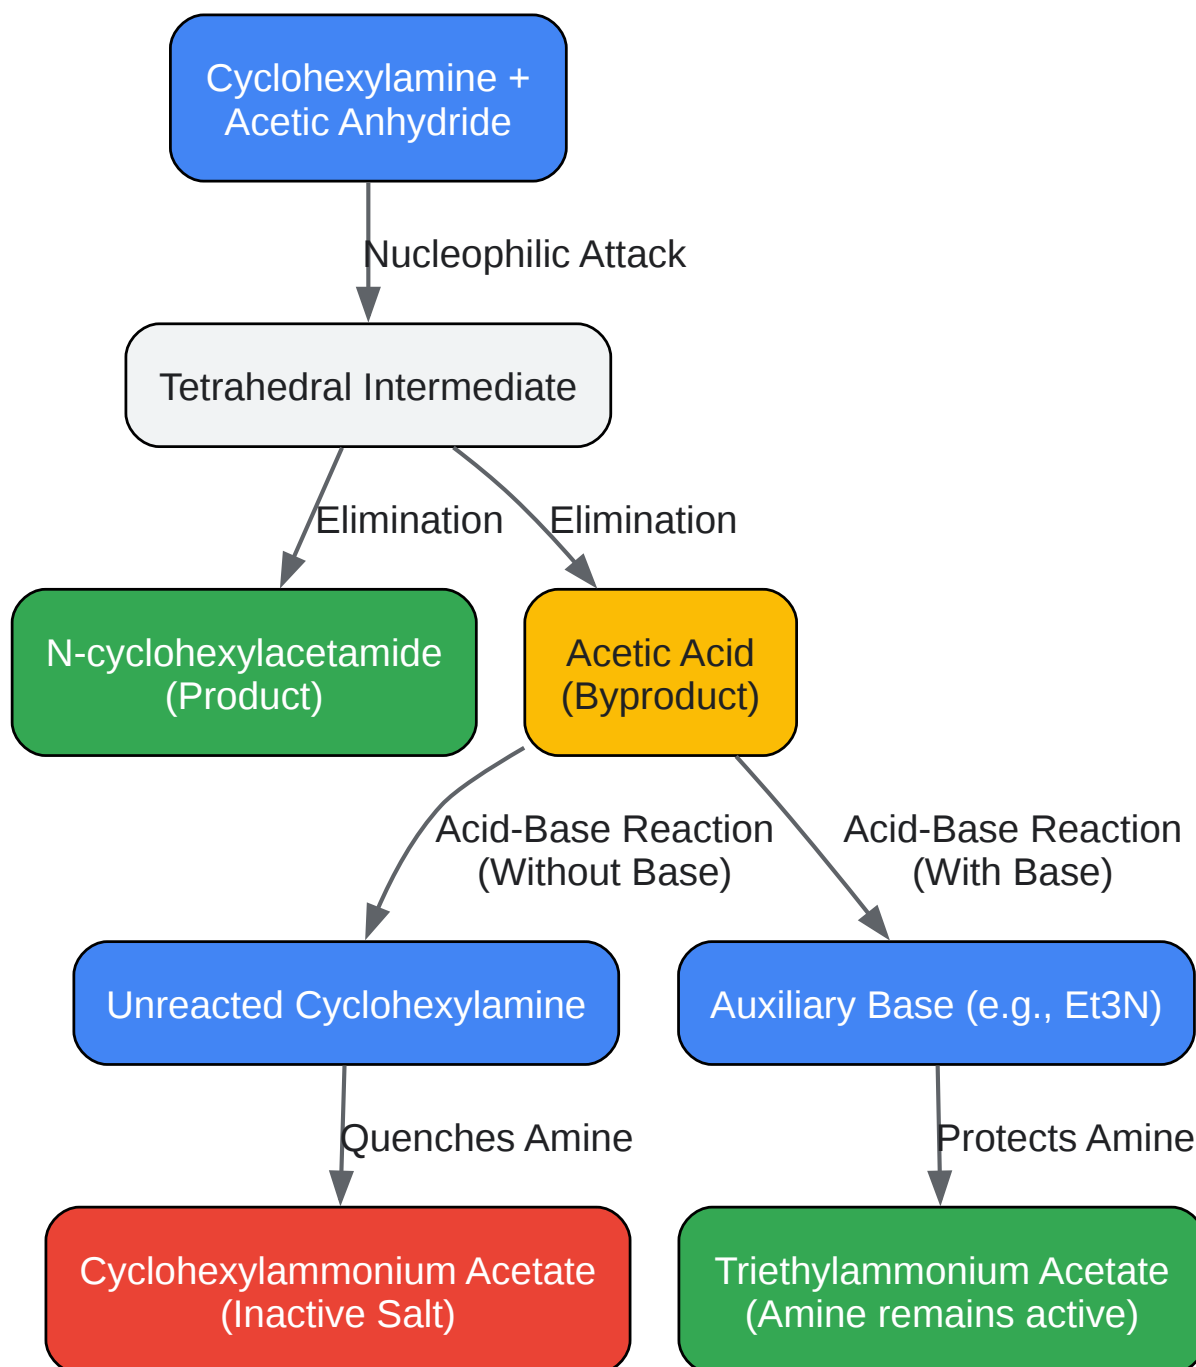 Cyclohexylamine +
Acetic Anhydride
Nucleophilic Attack
Tetrahedral Intermediate
Elimination
Elimination
N-cyclohexylacetamide
(Product)
Acetic Acid
(Byproduct)
Acid-Base Reaction
(Without Base)
Acid-Base Reaction
(With Base)
Unreacted Cyclohexylamine
Auxiliary Base (e.g., Et3N)
Quenches Amine
Protects Amine
Cyclohexylammonium Acetate
(Inactive Salt)
Triethylammonium Acetate
(Amine remains active)